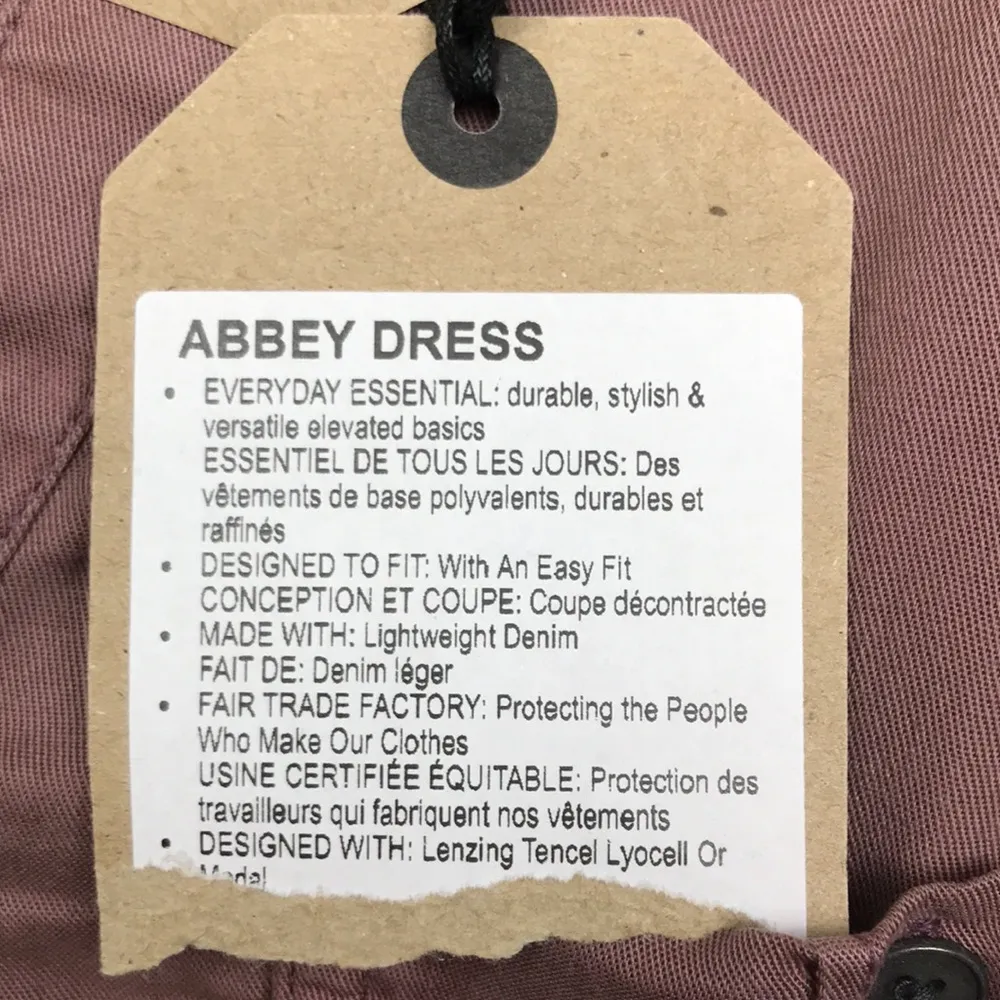 ABBEY DRESS
• EVERYDAY ESSENTIAL: durable, stylish &
versatile elevated basics
ESSENTIEL DE TOUS LES JOURS: Des
vêtements de base polyvalents, durables et
raffinés
• DESIGNED TO FIT: With An Easy Fit
CONCEPTION ET COUPE: Coupe décontractée
• MADE WITH: Lightweight Denim
FAIT DE: Denim léger
• FAIR TRADE FACTORY: Protecting the People
Who Make Our Clothes
USINE CERTIFIÉE ÉQUITABLE: Protection des
travailleurs qui fabriquent nos vêtements
• DESIGNED WITH: Lenzing Tencel Lyocell Or